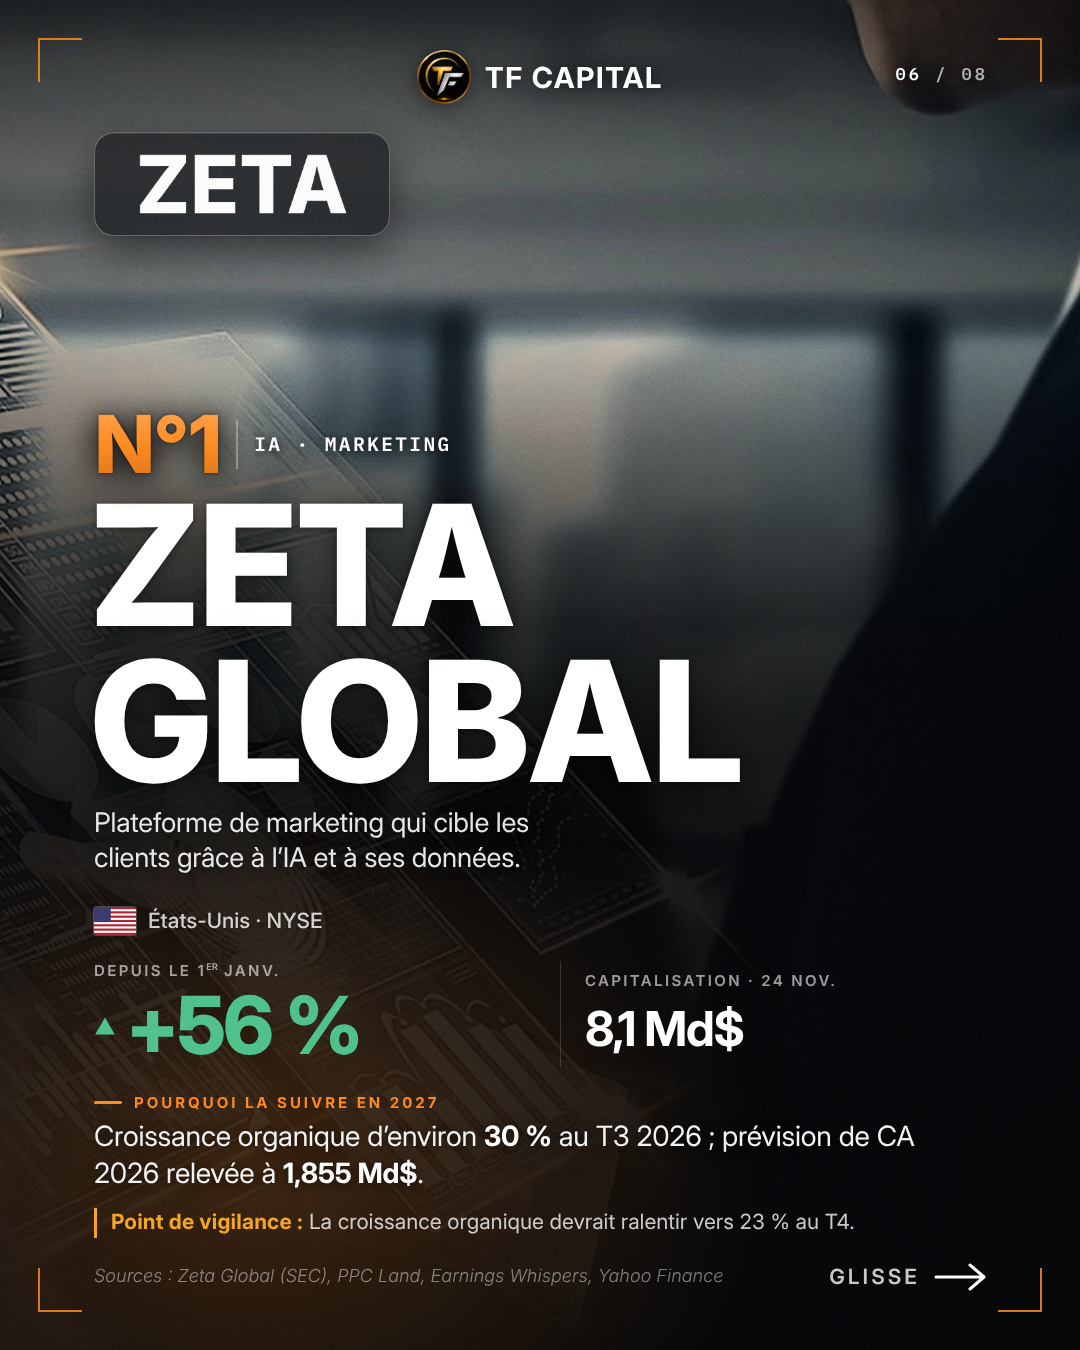 TF CAPITAL
06 / 08
ZETA
N°1
IA · MARKETING
ZETA
GLOBAL
Plateforme de marketing qui cible les
clients grâce à l’IA et à ses données.
États-Unis · NYSE
DEPUIS LE 1ER JANV.
+56 %
CAPITALISATION · 24 NOV.
8,1 Md$
POURQUOI LA SUIVRE EN 2027
Croissance organique d’environ 30 % au T3 2026 ; prévision de CA
2026 relevée à 1,855 Md$.
Point de vigilance : La croissance organique devrait ralentir vers 23 % au T4.
Sources : Zeta Global (SEC), PPC Land, Earnings Whispers, Yahoo Finance
GLISSE